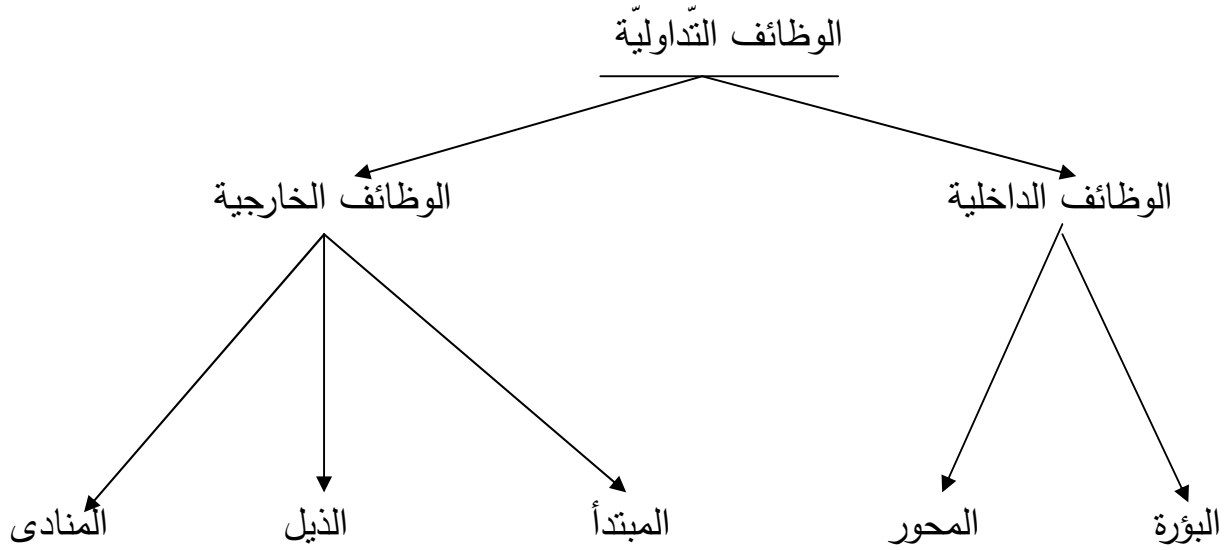 الوظائف التّداوليّة
الوظائف الداخلية الوظائف الخارجية
البؤرة المحور المبتدأ الذيل المنادى